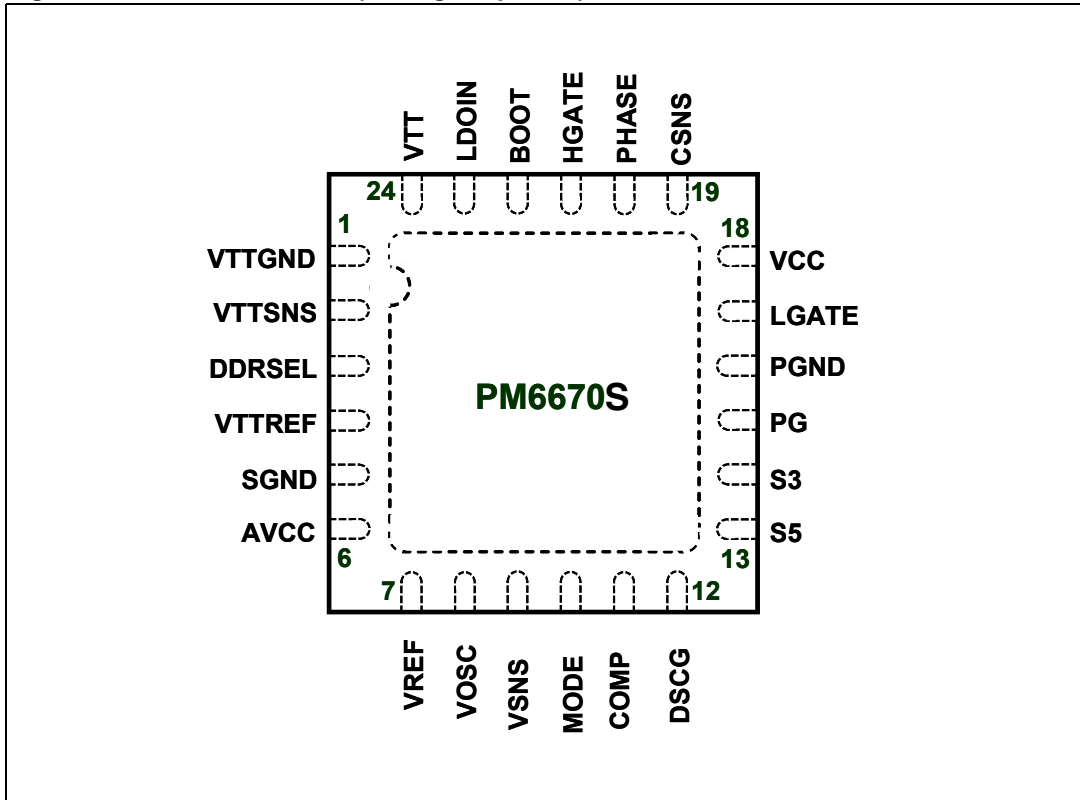 VTT
LDOIN
BOOT
HGATE
PHASE
CSNS
24
19
1
18
VTTGND
VCC
VTTSNS
LGATE
DDRSEL
PGND
PM6670S
VTTREF
PG
SGND
S3
AVCC
S5
6
13
7
12
VREF
VOSC
VSNS
MODE
COMP
DSCG